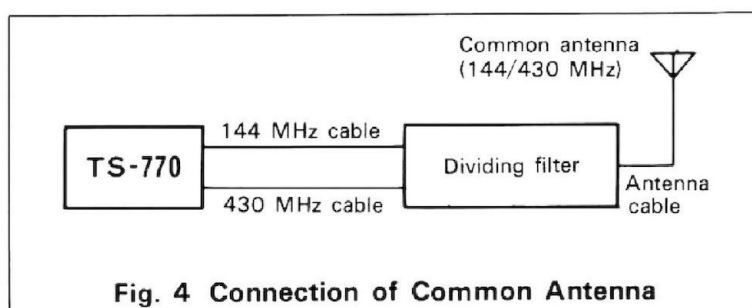 Common antenna
(144/430 MHz)
144 MHz cable
TS-770
Dividing filter
430 MHz cable
Antenna
cable
Fig. 4 Connection of Common Antenna